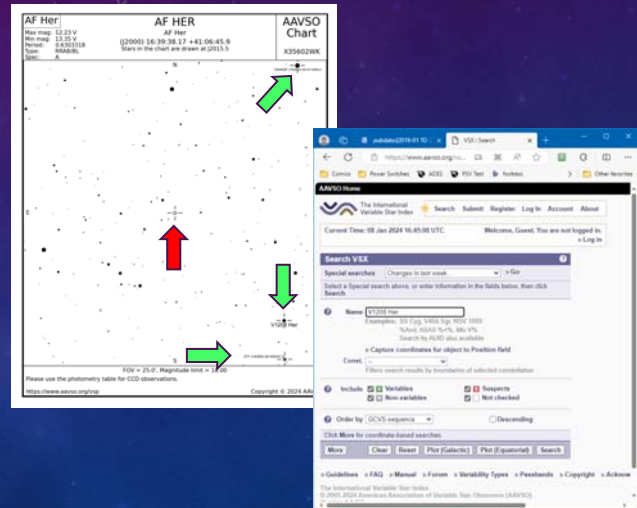 AF Her
Max mag: 12.23 V
Min mag: 13.35 V
Period: 0.6303318
Type: RRAB/BL
Spec: A
AF HER
AF Her
(J2000) 16:39:38.17 +41:06:45.9
Stars in the chart are drawn at J2015.5
AAVSO
Chart
X35602WK
N
E
V1208 Her
S
FOV = 25.0', Magnitude limit =
Please use the photometry table for CCD observations.
https://www.aavso.org/vsp
Copyright © 2024
VSX : Search
https://www.aavso.org/
Comics
Power Switches
ADES
PSV Test
Other favorites
AAVSO Home
The International
Variable Star Index
Search Submit Register Log In Account About
Current Time: 08 Jan 2024 16:45:08 UTC
Welcome, Guest. You are not logged in.
» Log in
Search VSX
Special searches Changes in last week... » Go
Select a Special search above, or enter information in the fields below, then click
Search.
Name V1208 Her
Examples: SS Cyg, V456 Sgr, NSV 1099
%And, ASAS %r%, Mis V%
Search by AUID also available
» Capture coordinates for object to Position field
Const. --
Filters search results by boundaries of selected constellation
Include Variables Suspects
Non-variables Not checked
Order by GCVS sequence Descending
Click More for coordinate-based searches
More Clear Reset Plot (Galactic) Plot (Equatorial) Search
» Guidelines » FAQ » Manual » Forum » Variability Types » Passbands » Copyright » Acknow
The International Variable Star Index
© 2005-2024 American Association of Variable Star Observers (AAVSO)